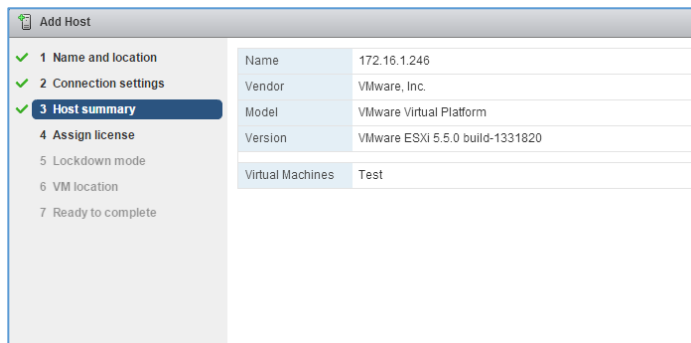 Add Host
1 Name and location
2 Connection settings
3 Host summary
4 Assign license
5 Lockdown mode
6 VM location
7 Ready to complete
Name 172.16.1.246
Vendor VMware, Inc.
Model VMware Virtual Platform
Version VMware ESXi 5.5.0 build-1331820
Virtual Machines Test